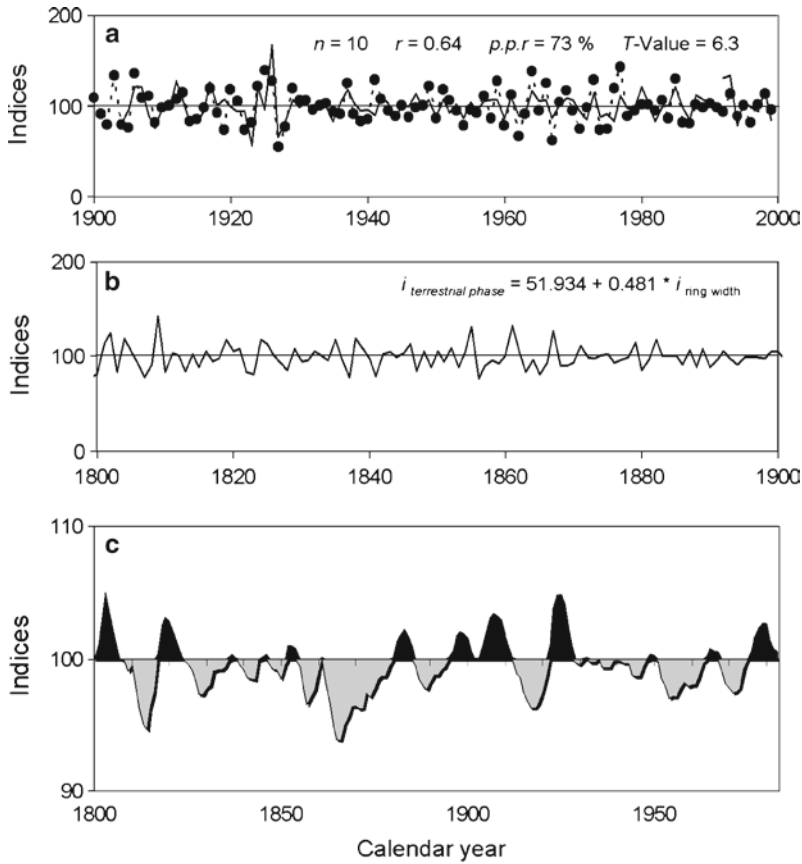 200
a
n = 10 r = 0.64 p.p.r = 73 % T-Value = 6.3
Indices
100
0
1900 1920 1940 1960 1980 2000
200
b
i terrestrial phase = 51.934 + 0.481 * i ring width
Indices
100
0
1800 1820 1840 1860 1880 1900
110
c
Indices
100
90
1800 1850 1900 1950
Calendar year